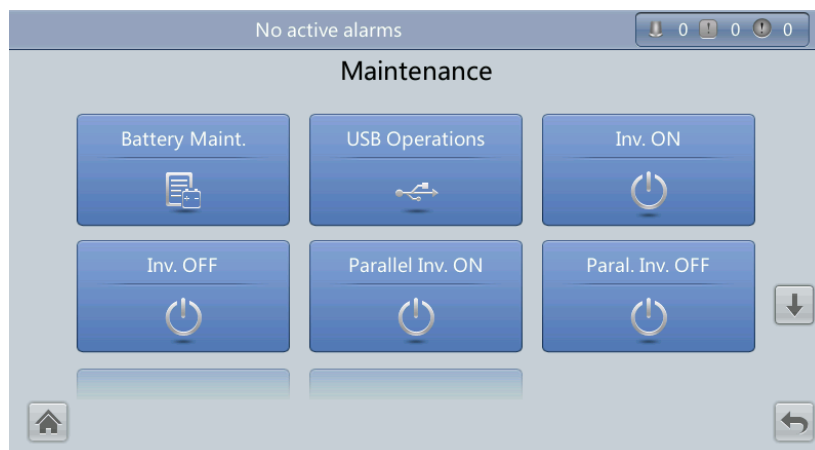 No active alarms
0 0 0
Maintenance
Battery Maint.
USB Operations
Inv. ON
Inv. OFF
Parallel Inv. ON
Paral. Inv. OFF